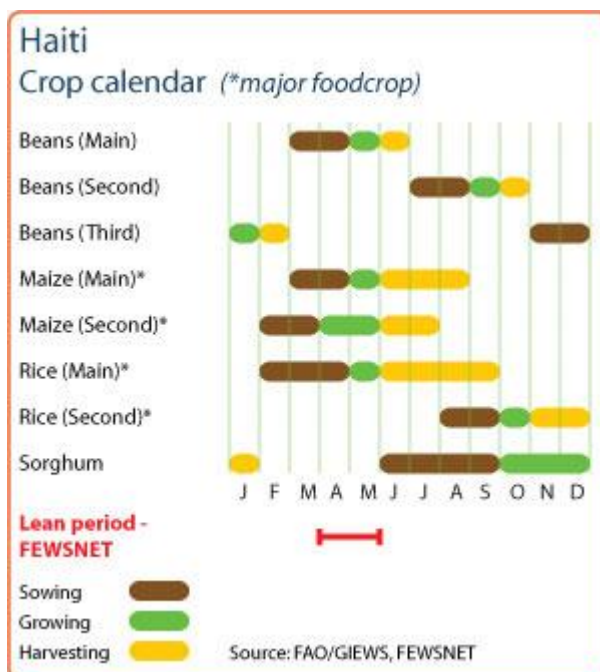 Haiti
Crop calendar (*major foodcrop)
Beans (Main)
Beans (Second)
Beans (Third)
Maize (Main)*
Maize (Second)*
Rice (Main)*
Rice (Second)*
Sorghum
J F M A M J J A S O N D
Lean period -
FEWSNET
Sowing
Growing
Harvesting Source: FAO/GIEWS, FEWSNET